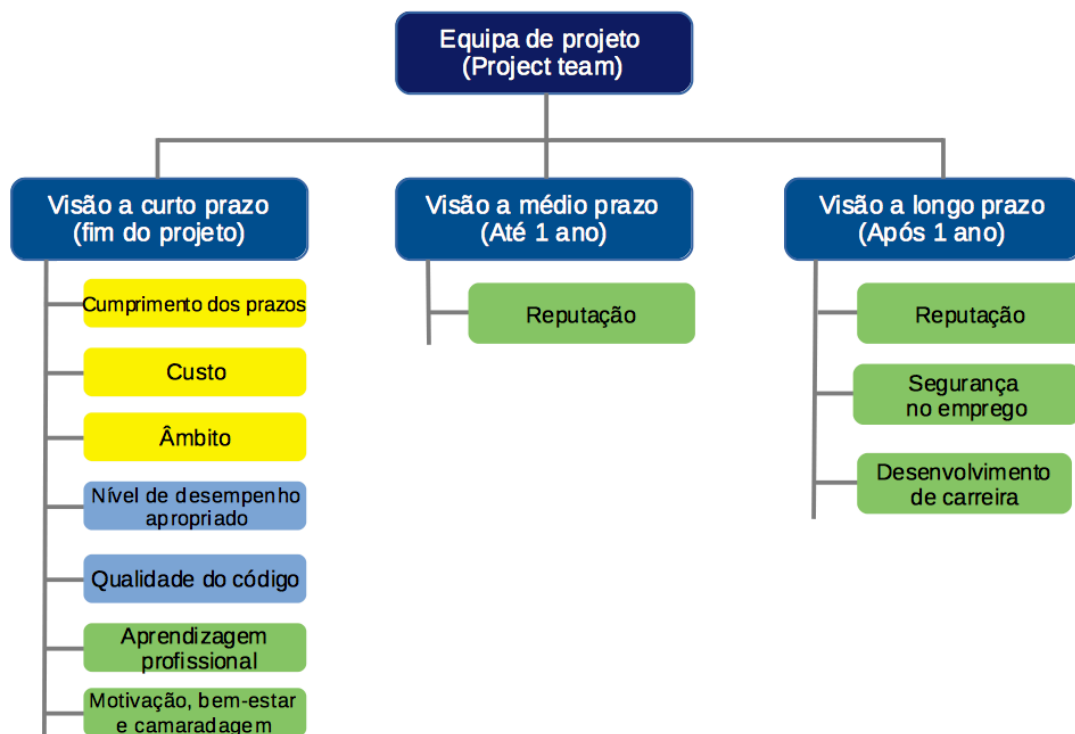 Equipa de projeto
(Project team)
Visão a curto prazo
(fim do projeto)
Cumprimento dos prazos
Custo
Âmbito
Nível de desempenho
apropriado
Qualidade do código
Aprendizagem
profissional
Motivação, bem-estar
e camaradagem
Visão a médio prazo
(Até 1 ano)
Reputação
Visão a longo prazo
(Após 1 ano)
Reputação
Segurança
no emprego
Desenvolvimento
de carreira